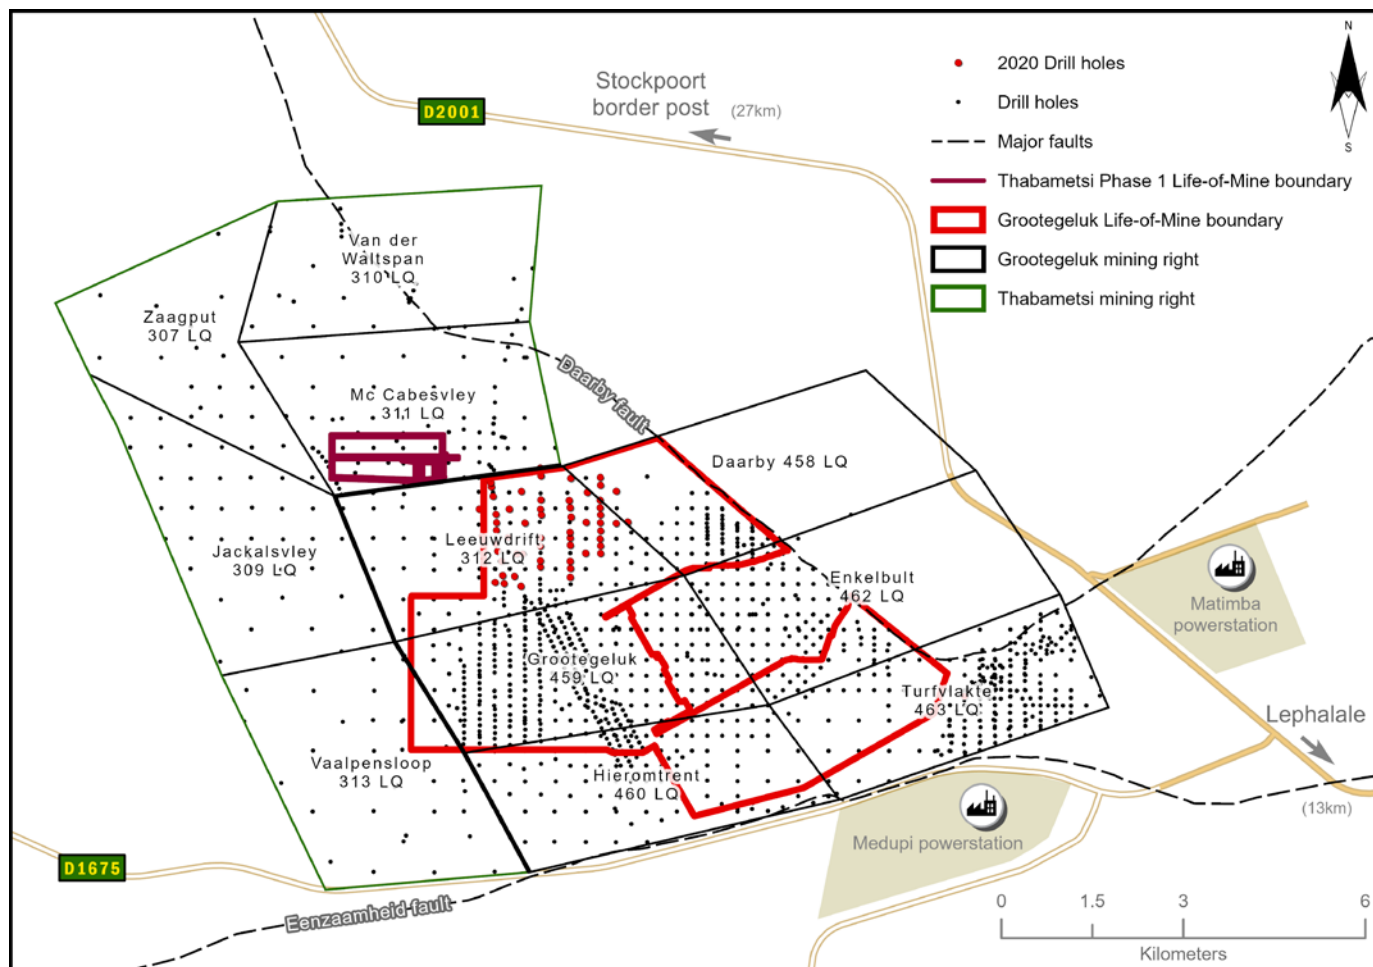 N
S
2020 Drill holes
Drill holes
Major faults
Thabametsi Phase 1 Life-of-Mine boundary
Grootegeluk Life-of-Mine boundary
Grootegeluk mining right
Thabametsi mining right
Stockpoort
border post
(27km)
D2001
Van der
Waltspan
310 LQ
Zaagput
307 LQ
Daarby fault
Mc Cabesvley
311 LQ
Daarby 458 LQ
Leeuwdrift
312 LQ
Jackalsvley
309 LQ
Enkelbult
462 LQ
Matimba
powerstation
Grootegeluk
459 LQ
Turfvlakte
463 LQ
Lephalale
(13km)
Vaalpensloop
313 LQ
Hieromtrent
460 LQ
Medupi powerstation
D1675
Eenzaamheid fault
0 1.5 3 6
Kilometers